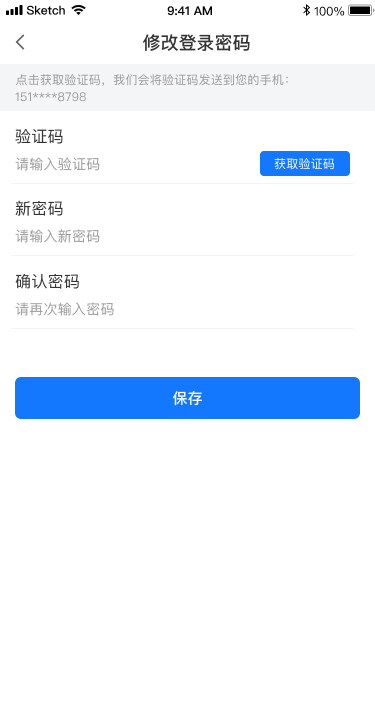 Sketch 9:41 AM 100%
修改登录密码
点击获取验证码，我们会将验证码发送到您的手机：
151****8798
验证码
请输入验证码 获取验证码
新密码
请输入新密码
确认密码
请再次输入密码
保存